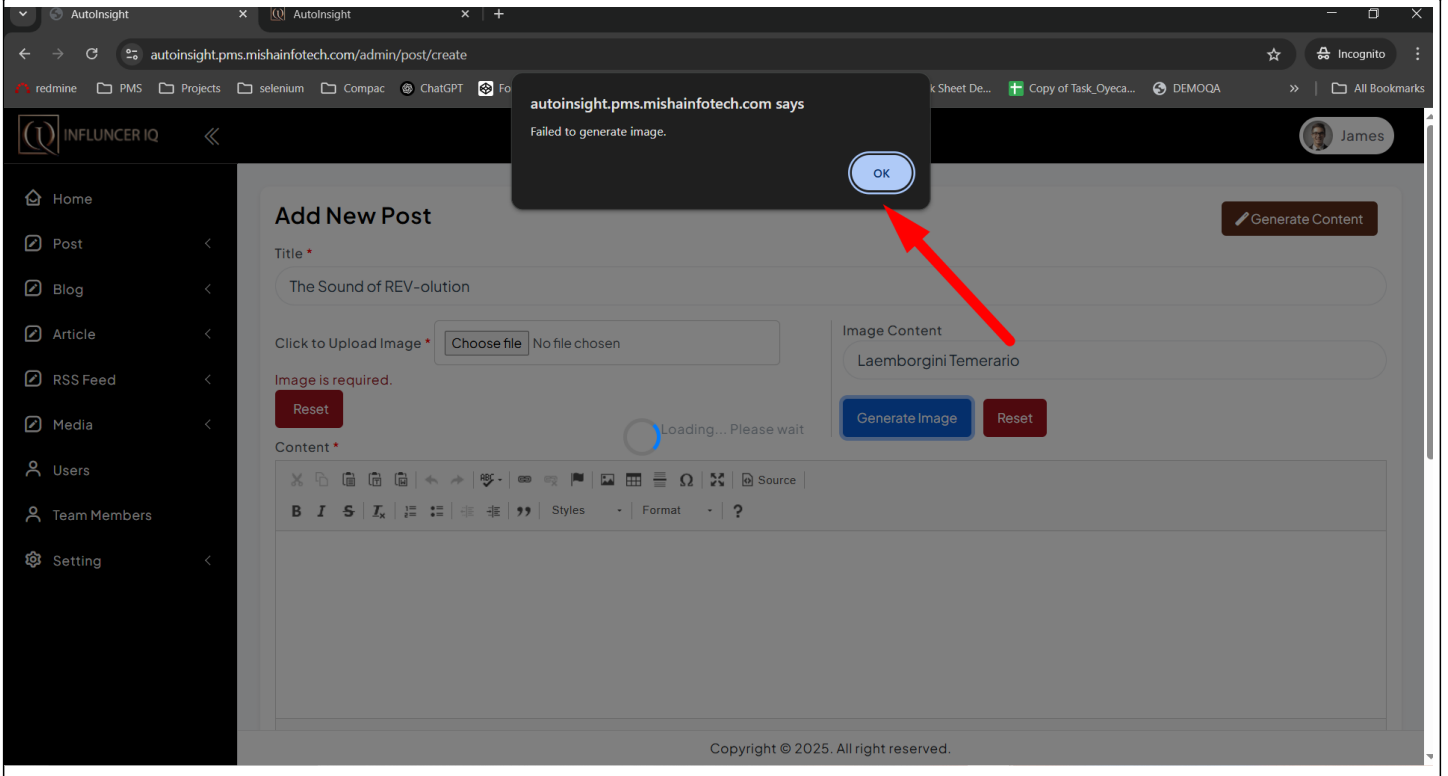 AutoInsight
AutoInsight
autoinsight.pms.mishainfotech.com/admin/post/create
Incognito
redmine PMS Projects selenium Compac ChatGPT Fo
k Sheet De... Copy of Task_Oyeca... DEMOQA » All Bookmarks
autoinsight.pms.mishainfotech.com says
Failed to generate image.
OK
INFLUNCER IQ
James
Home
Post
Blog
Article
RSS Feed
Media
Users
Team Members
Setting
Add New Post
Generate Content
Title *
The Sound of REV-olution
Click to Upload Image * Choose file No file chosen
Image is required.
Reset
Image Content
Laemborgini Temerario
Generate Image Reset
Loading... Please wait
Content *
ABC Ω Source
B I S Ix Styles Format ?
Copyright © 2025. All right reserved.